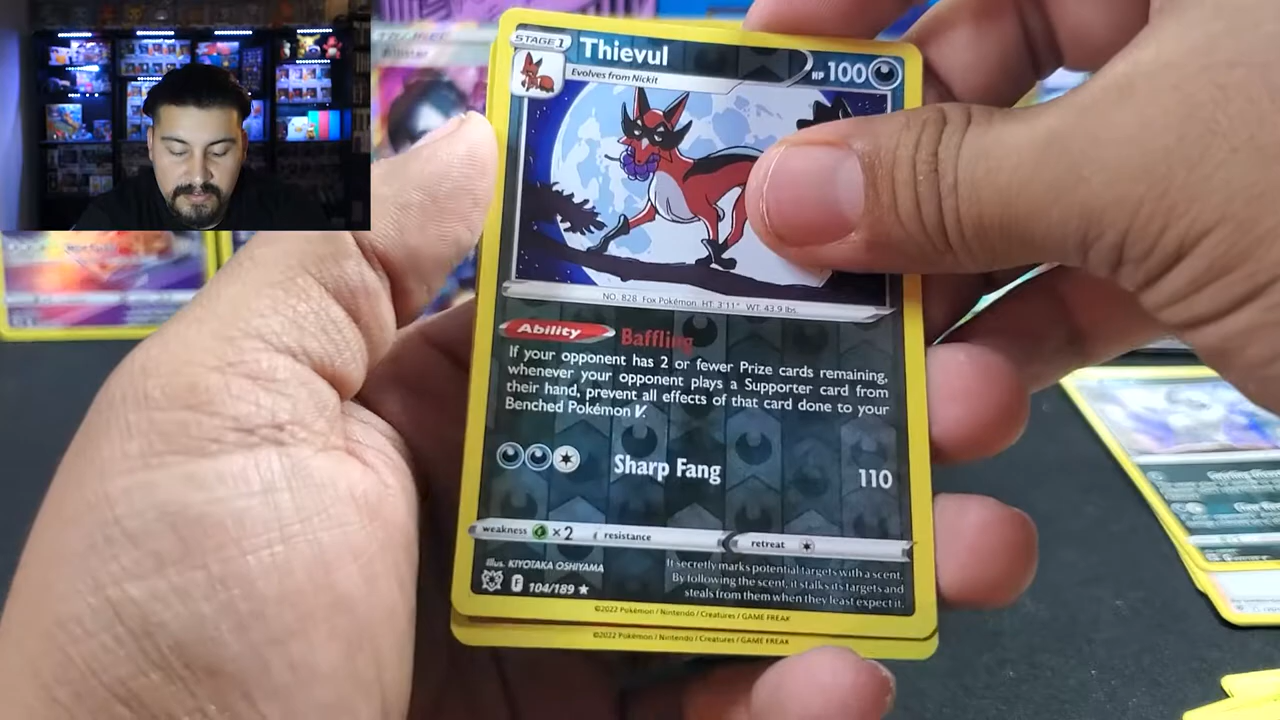 STAGE 1
Thievul
HP 100
Evolves from Nickit
NO. 828 Fox Pokémon HT: 3'11" WT: 43.9 lbs.
Ability Baffling
If your opponent has 2 or fewer Prize cards remaining,
whenever your opponent plays a Supporter card from
their hand, prevent all effects of that card done to your
Benched Pokémon V.
Sharp Fang 110
weakness ×2 resistance retreat
Illus. KIYOTAKA OSHIYAMA
F 104/189 ★
It secretly marks potential targets with a scent.
By following the scent, it stalks its targets and
steals from them when they least expect it.
©2022 Pokémon / Nintendo / Creatures / GAME FREAK
©2022 Pokémon / Nintendo / Creatures / GAME FREAK